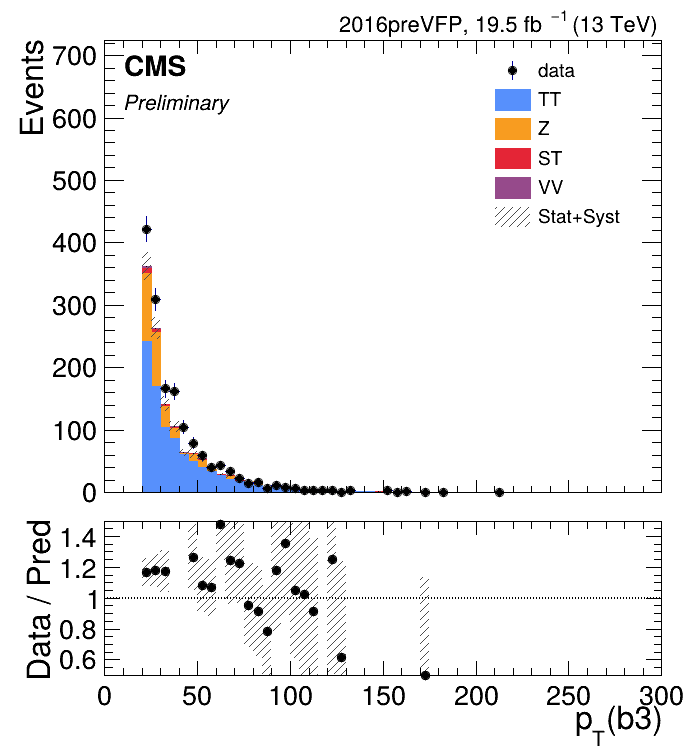 2016preVFP, 19.5 fb⁻¹ (13 TeV)
CMS
Preliminary
Events
700
600
500
400
300
200
100
0
data
TT
Z
ST
VV
Stat+Syst
Data / Pred
1.4
1.2
1
0.8
0.6
0 50 100 150 200 250 300
p_T(b3)